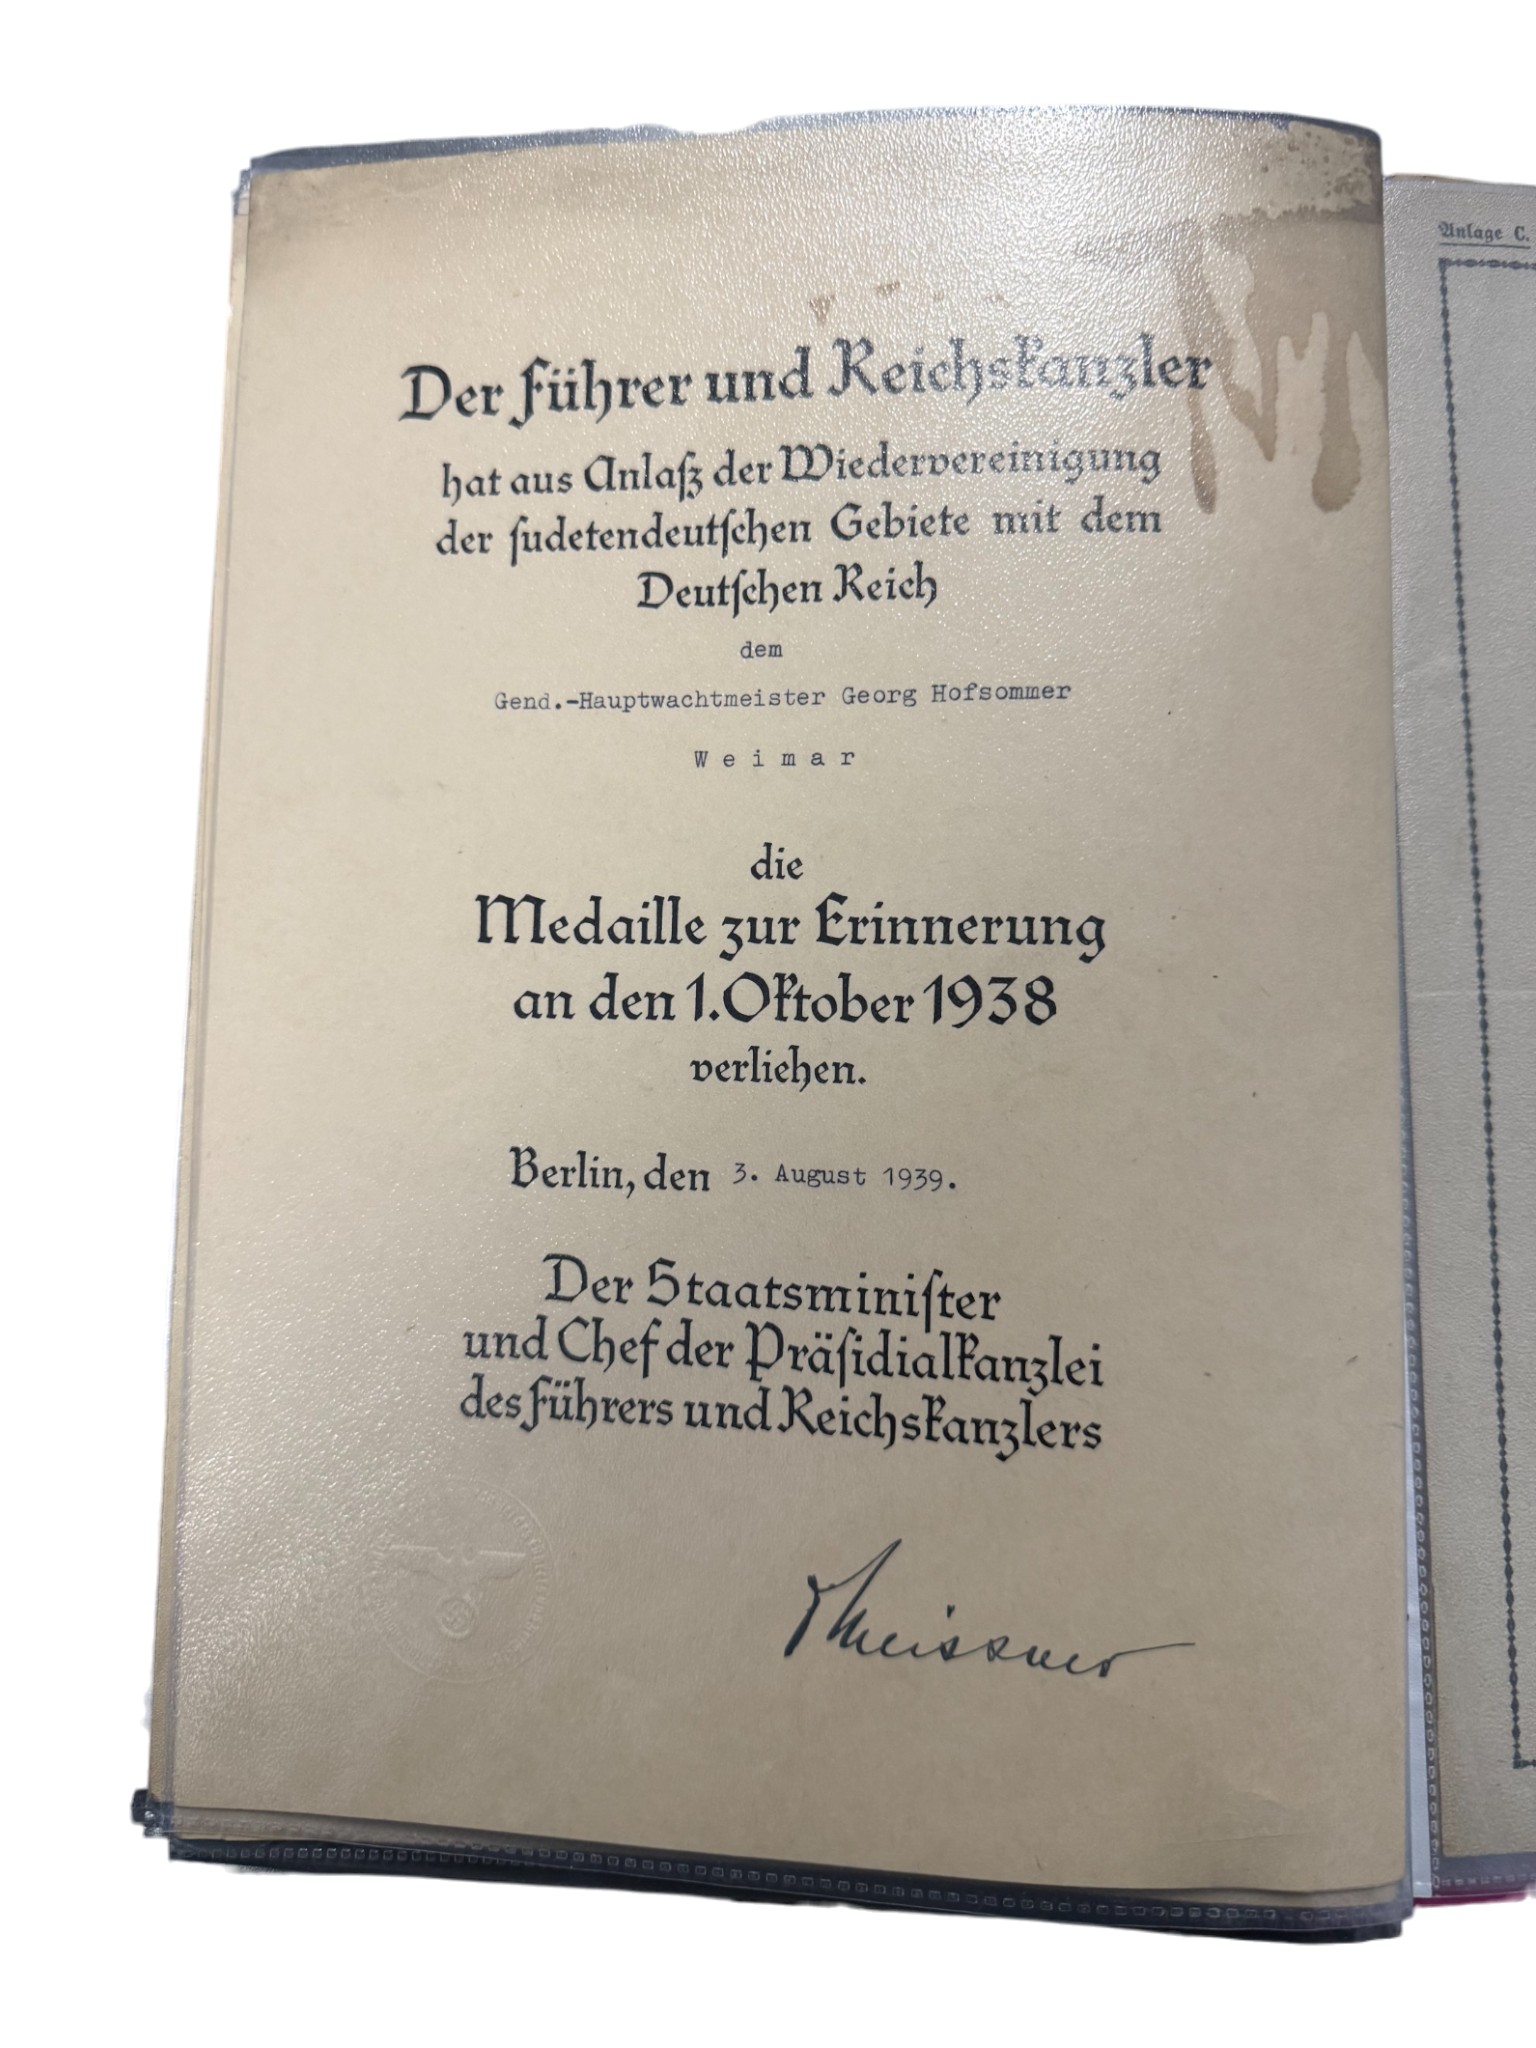 Der Führer und Reichskanzler
hat aus Anlaß der Wiedervereinigung
der sudetendeutschen Gebiete mit dem
Deutschen Reich
dem
Gend.-Hauptwachtmeister Georg Hofsommer
Weimar
die
Medaille zur Erinnerung
an den 1. Oktober 1938
verliehen.
Berlin, den 3. August 1939.
Der Staatsminister
und Chef der Präsidialkanzlei
des Führers und Reichskanzlers
Meissner
Anlage C.